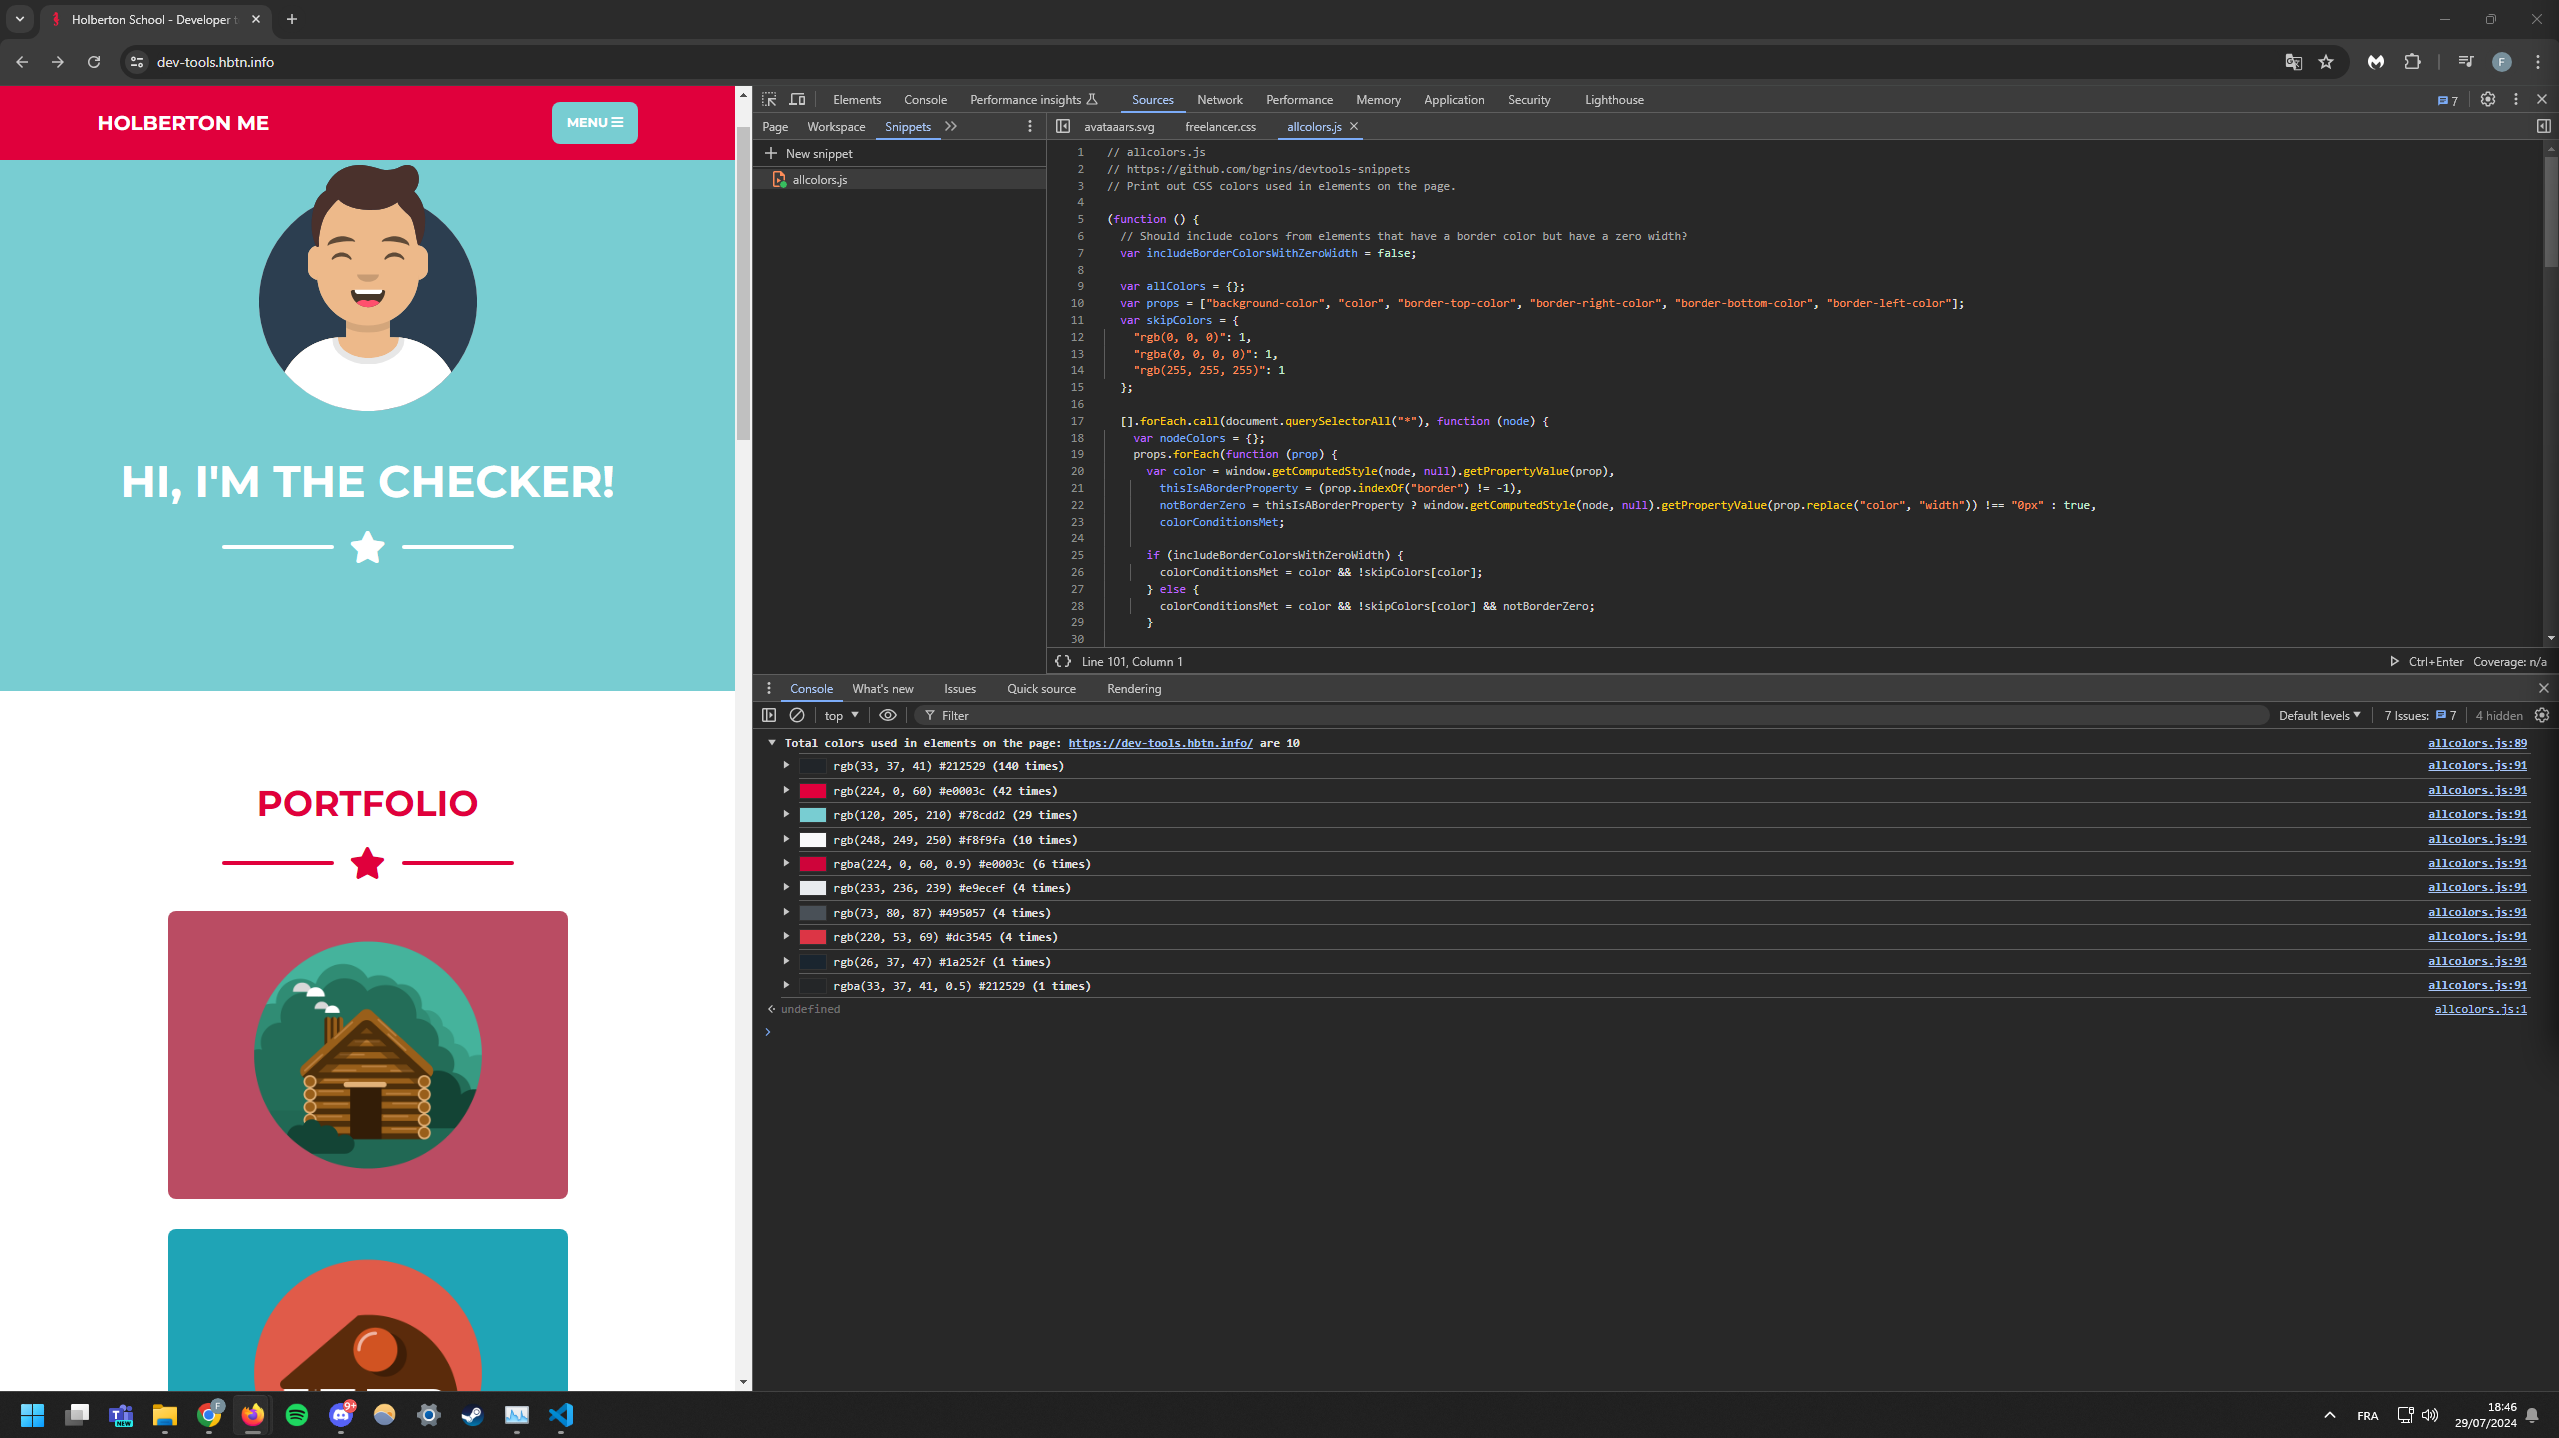 Holberton School - Developer t
dev-tools.hbtn.info
F
HOLBERTON ME
MENU
HI, I'M THE CHECKER!
PORTFOLIO
Elements Console Performance insights Sources Network Performance Memory Application Security Lighthouse 7
Page Workspace Snippets
New snippet
allcolors.js
avataaars.svg freelancer.css allcolors.js
1 // allcolors.js
2 // https://github.com/bgrins/devtools-snippets
3 // Print out CSS colors used in elements on the page.
4
5 (function () {
6 // Should include colors from elements that have a border color but have a zero width?
7 var includeBorderColorsWithZeroWidth = false;
8
9 var allColors = {};
10 var props = ["background-color", "color", "border-top-color", "border-right-color", "border-bottom-color", "border-left-color"];
11 var skipColors = {
12 "rgb(0, 0, 0)": 1,
13 "rgba(0, 0, 0, 0)": 1,
14 "rgb(255, 255, 255)": 1
15 };
16
17 [].forEach.call(document.querySelectorAll("*"), function (node) {
18 var nodeColors = {};
19 props.forEach(function (prop) {
20 var color = window.getComputedStyle(node, null).getPropertyValue(prop),
21 thisIsABorderProperty = (prop.indexOf("border") != -1),
22 notBorderZero = thisIsABorderProperty ? window.getComputedStyle(node, null).getPropertyValue(prop.replace("color", "width")) !== "0px" : true,
23 colorConditionsMet;
24
25 if (includeBorderColorsWithZeroWidth) {
26 colorConditionsMet = color && !skipColors[color];
27 } else {
28 colorConditionsMet = color && !skipColors[color] && notBorderZero;
29 }
30
{} Line 101, Column 1 Ctrl+Enter Coverage: n/a
Console What's new Issues Quick source Rendering
top Filter Default levels 7 Issues: 7 4 hidden
Total colors used in elements on the page: https://dev-tools.hbtn.info/ are 10 allcolors.js:89
rgb(33, 37, 41) #212529 (140 times) allcolors.js:91
rgb(224, 0, 60) #e0003c (42 times) allcolors.js:91
rgb(120, 205, 210) #78cdd2 (29 times) allcolors.js:91
rgb(248, 249, 250) #f8f9fa (10 times) allcolors.js:91
rgba(224, 0, 60, 0.9) #e0003c (6 times) allcolors.js:91
rgb(233, 236, 239) #e9ecef (4 times) allcolors.js:91
rgb(73, 80, 87) #495057 (4 times) allcolors.js:91
rgb(220, 53, 69) #dc3545 (4 times) allcolors.js:91
rgb(26, 37, 47) #1a252f (1 times) allcolors.js:91
rgba(33, 37, 41, 0.5) #212529 (1 times) allcolors.js:91
undefined allcolors.js:1
T NEW
F
9+
FRA
18:46
29/07/2024